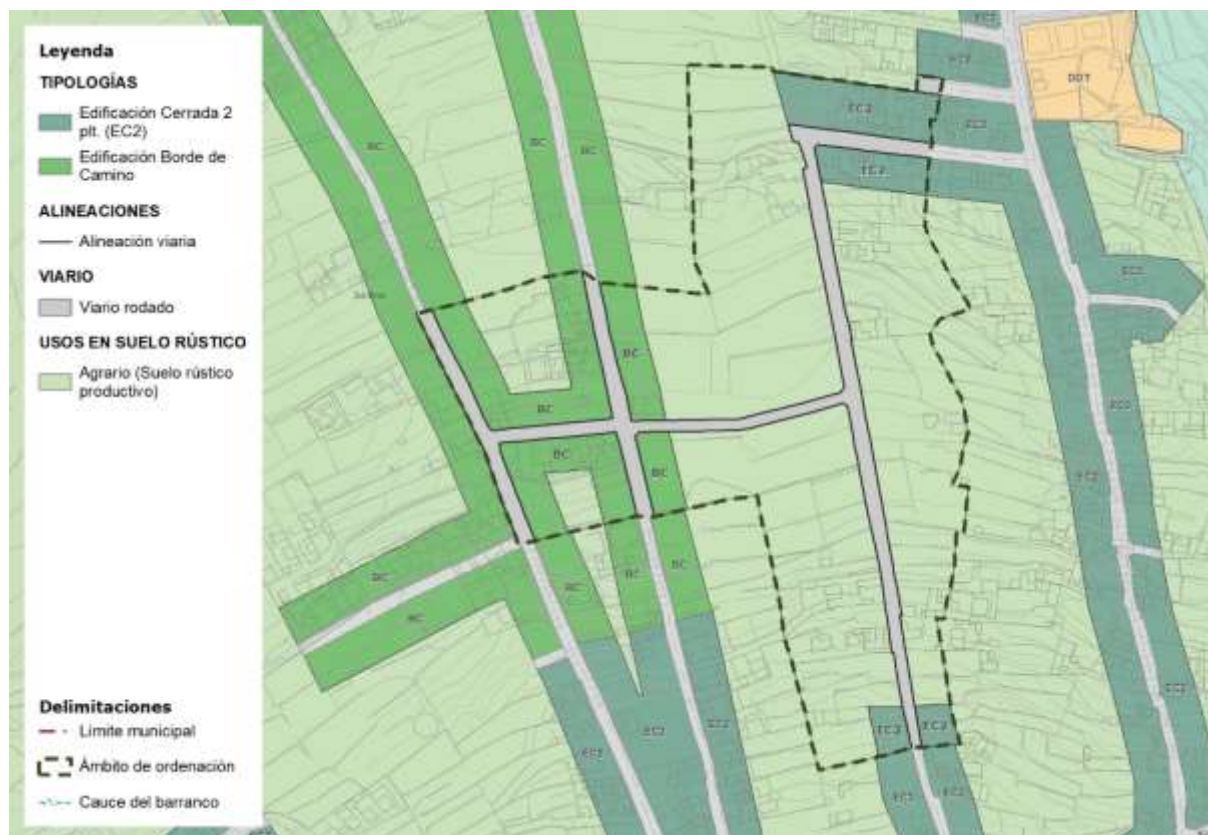 Leyenda
TIPOLOGÍAS
Edificación Cerrada 2
plt. (EC2)
Edificación Borde de
Camino
ALINEACIONES
Alineación viaria
VIARIO
Viario rodado
USOS EN SUELO RÚSTICO
Agrario (Suelo rústico
productivo)
Delimitaciones
Límite municipal
Ámbito de ordenación
Cauce del barranco
EC2
EC2
EC2
BC
BC
BC
EC2
EC2
BC
BC
EC2
BC
BC
EC2
BC
BC
BC
BC
BC
EC2
EC2
EC2
EC2
EC2
EC2
EC2
EC2